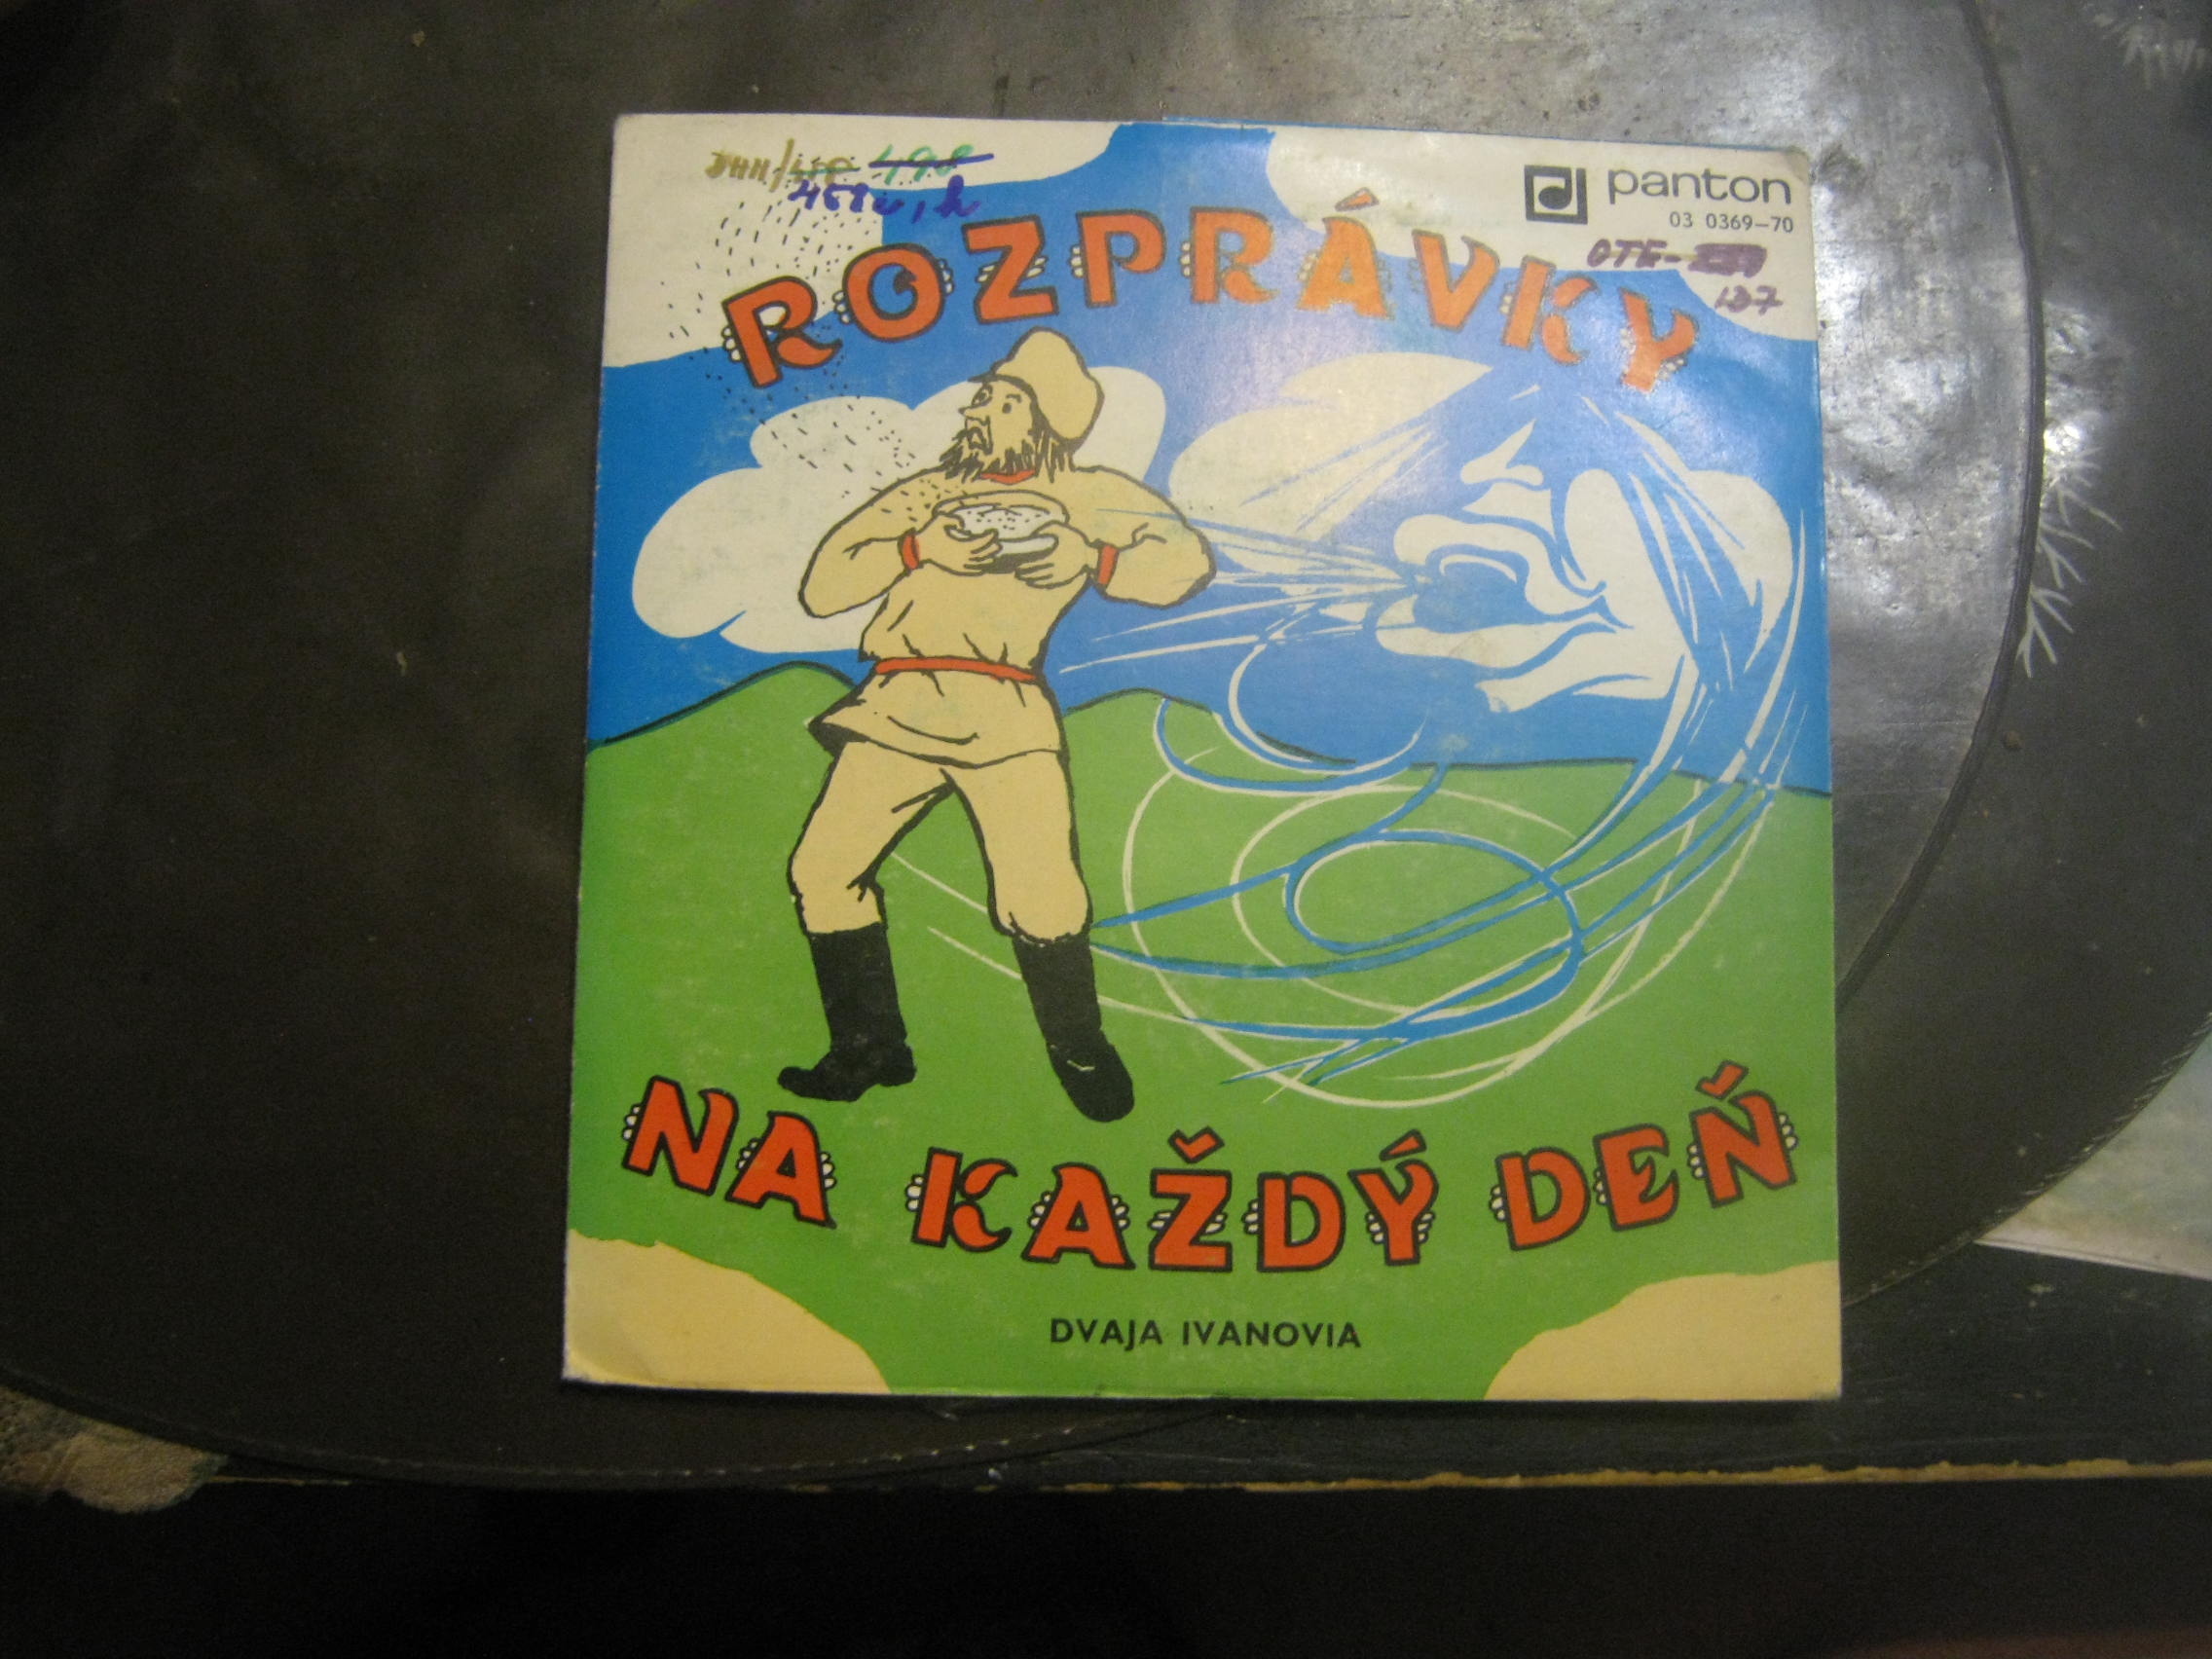 panton
03 0369-70
ROZPRÁVKY
NA KAŽDÝ DEŇ
DVAJA IVANOVIA